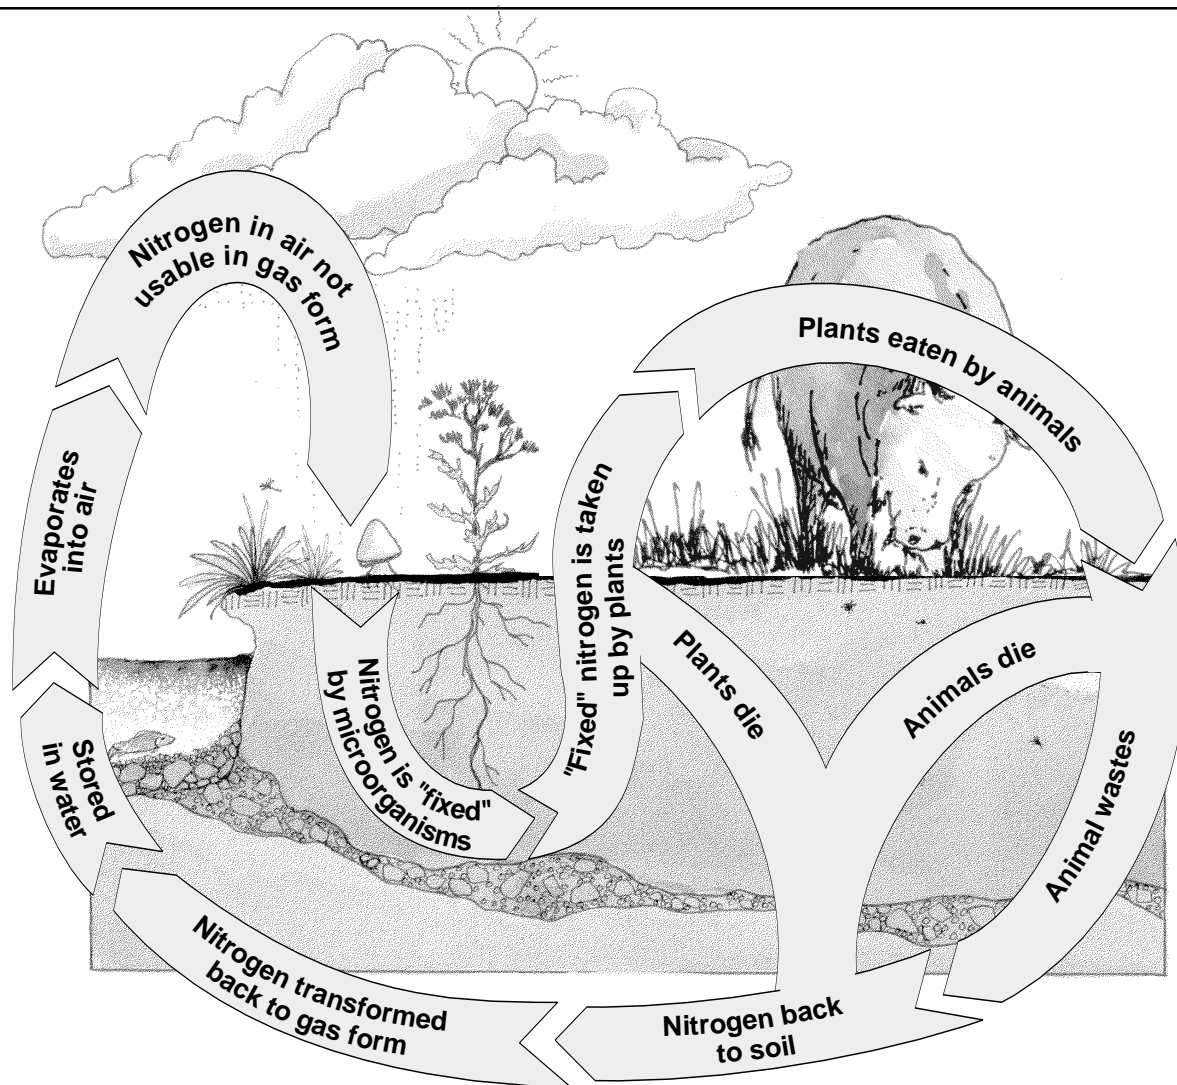 Nitrogen in air not
usable in gas form
Plants eaten by animals
Evaporates
into air
"Fixed" nitrogen is taken
up by plants
Plants die
Animals die
Nitrogen is "fixed"
by microorganisms
Stored
in water
Animal wastes
Nitrogen transformed
back to gas form
Nitrogen back
to soil